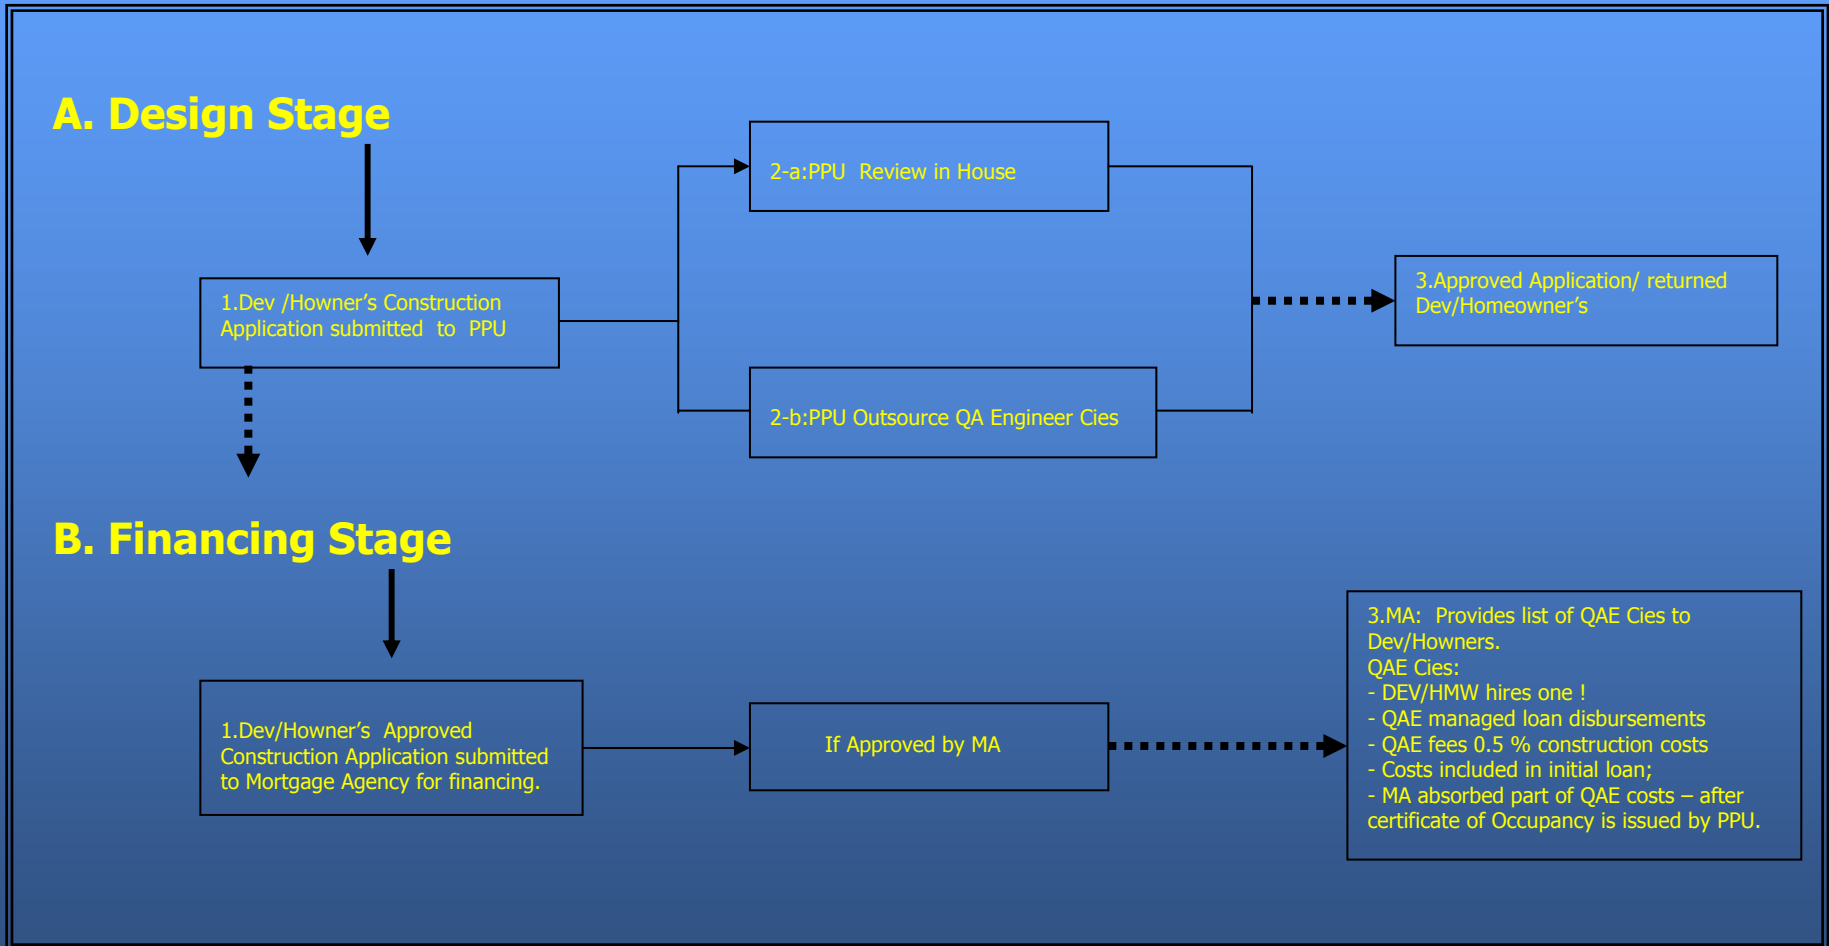 A. Design Stage
2-a:PPU  Review in House
1.Dev /Howner’s Construction
Application submitted  to  PPU
3.Approved Application/ returned
Dev/Homeowner’s
2-b:PPU Outsource QA Engineer Cies
B. Financing Stage
1.Dev/Howner’s  Approved
Construction Application submitted
to Mortgage Agency for financing.
If Approved by MA
3.MA:  Provides list of QAE Cies to
Dev/Howners.
QAE Cies:
- DEV/HMW hires one !
- QAE managed loan disbursements
- QAE fees 0.5 % construction costs
- Costs included in initial loan;
- MA absorbed part of QAE costs – after
certificate of Occupancy is issued by PPU.